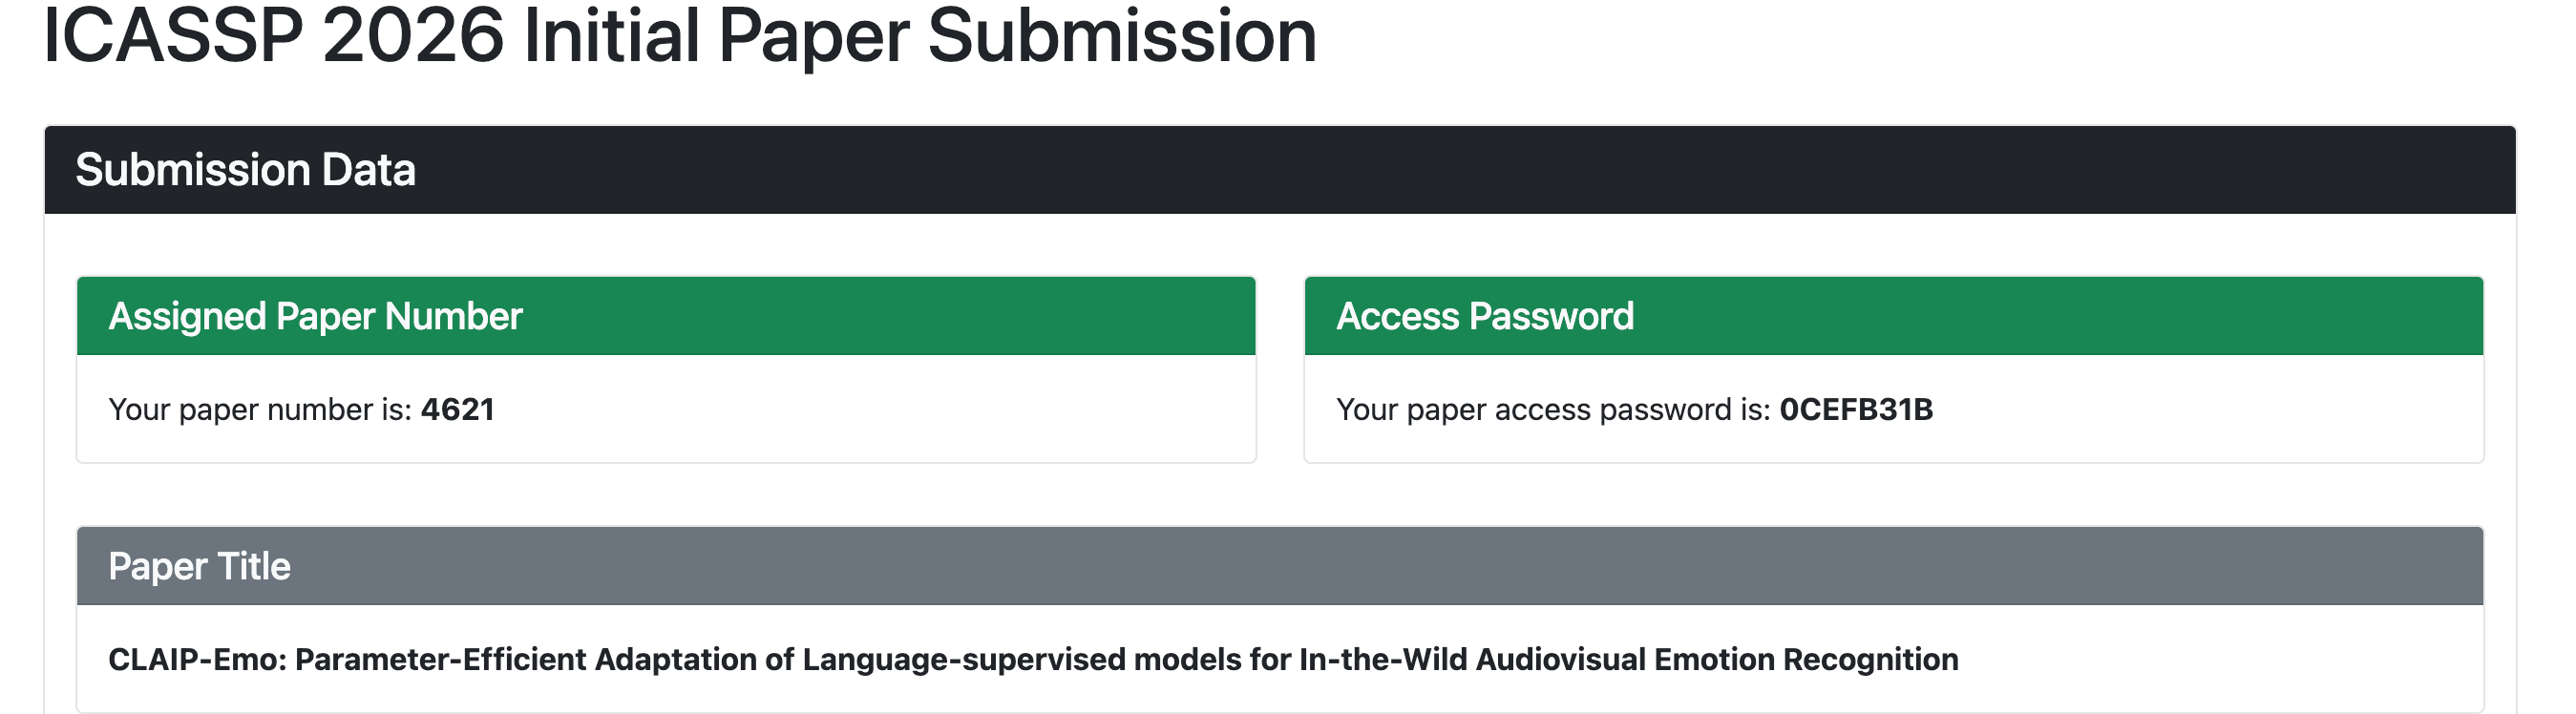 ICASSP 2026 Initial Paper Submission
Submission Data
Assigned Paper Number
Your paper number is: 4621
Access Password
Your paper access password is: 0CEFB31B
Paper Title
CLAIP-Emo: Parameter-Efficient Adaptation of Language-supervised models for In-the-Wild Audiovisual Emotion Recognition